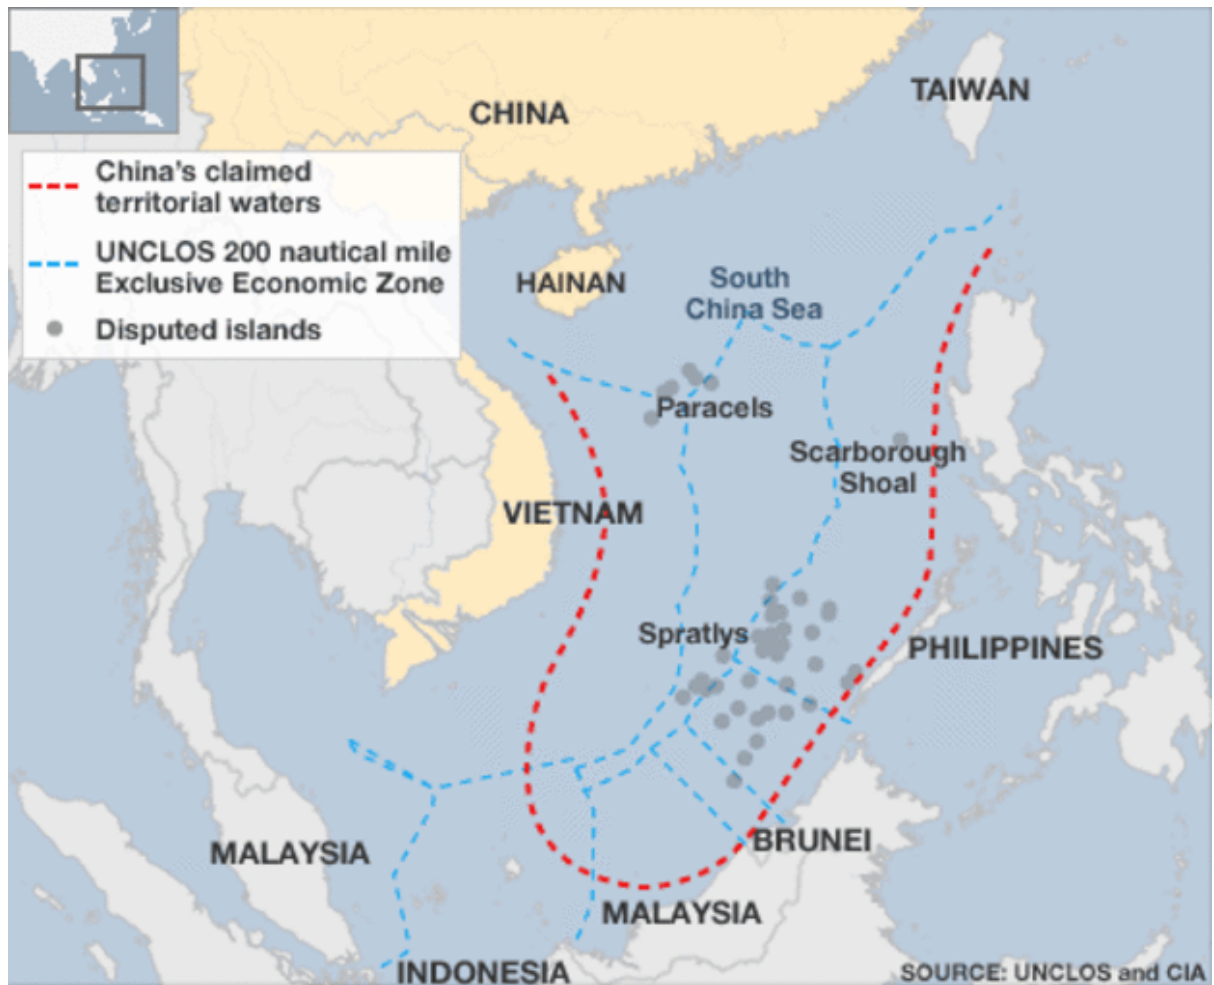 TAIWAN
CHINA
China's claimed
territorial waters
UNCLOS 200 nautical mile
Exclusive Economic Zone
Disputed islands
HAINAN
South
China Sea
Paracels
Scarborough
Shoal
VIETNAM
Spratlys
PHILIPPINES
BRUNEI
MALAYSIA
MALAYSIA
INDONESIA
SOURCE: UNCLOS and CIA